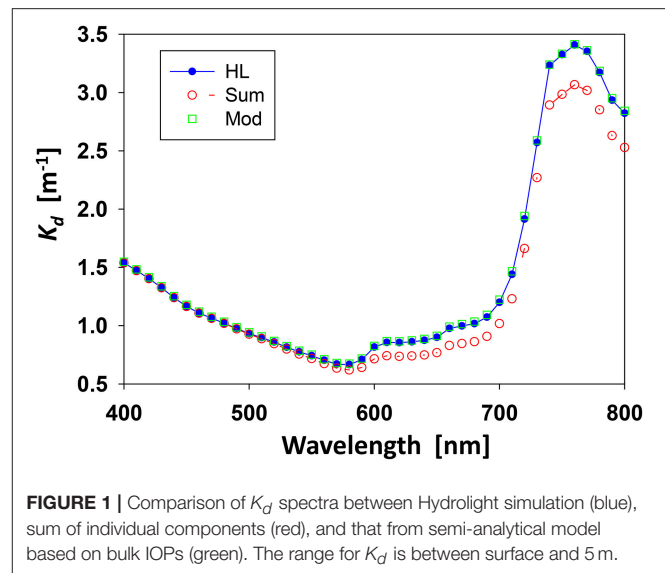 3.5
3.0
2.5
2.0
1.5
1.0
0.5
K_d [m⁻¹]
HL
Sum
Mod
400 500 600 700 800
Wavelength [nm]
FIGURE 1 | Comparison of K_d spectra between Hydrolight simulation (blue),
sum of individual components (red), and that from semi-analytical model
based on bulk IOPs (green). The range for K_d is between surface and 5 m.